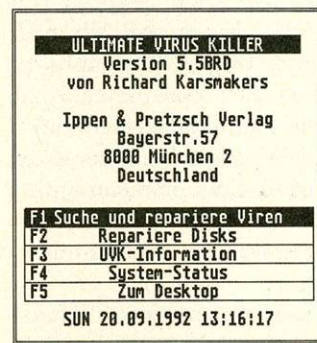 ULTIMATE VIRUS KILLER
Version 5.5BRD
von Richard Karsmakers
Ippen & Pretzsch Verlag
Bayerstr.57
8000 München 2
Deutschland
F1 Suche und repariere Viren
F2 Repariere Disks
F3 UVK-Information
F4 System-Status
F5 Zum Desktop
SUN 20.09.1992 13:16:17